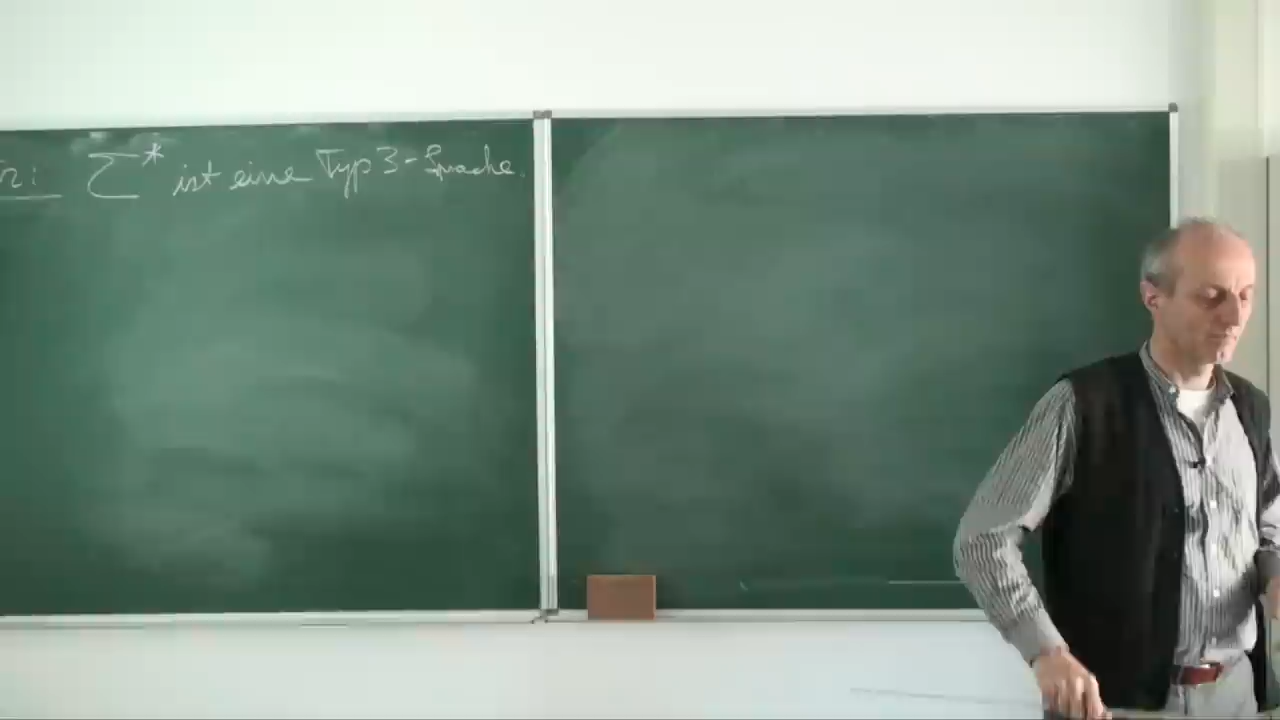 Σ* ist eine Typ 3-Sprache.